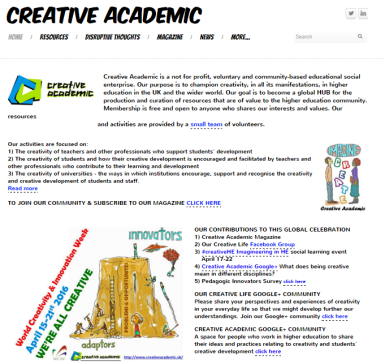 CREATIVE ACADEMIC
HOME / RESOURCES / DISRUPTIVE THOUGHTS / MAGAZINE / NEWS / MORE...
Search
creative
academic
Creative Academic is a not for profit, voluntary and community-based educational social
enterprise. Our purpose is to champion creativity, in all its manifestations, in higher
education in the UK and the wider world. Our goal is to become a global HUB for the
production and curation of resources that are of value to the higher education community.
Membership is free and open to anyone who shares our interests and values. Our
resources
and activities are provided by a small team of volunteers.
Our activities are focused on:
1) The creativity of teachers and other professionals who support students' development
2) The creativity of students and how their creative development is encouraged and facilitated by teachers and
other professionals who contribute to their learning and development
3) The creativity of universities - the ways in which institutions encourage, support and recognise the creativity
and creative development of students and staff.
Read more
CREATE
Creative Academic
TO JOIN OUR COMMUNITY & SUBSCRIBE TO OUR MAGAZINE CLICK HERE
World Creativity & Innovation Week
April 15-21st 2016
WE'RE ALL CREATIVE
innovators
adaptors
creative
academic
http://www.creativeacademic.uk/
OUR CONTRIBUTIONS TO THIS GLOBAL CELEBRATION
1) Creative Academic Magazine
2) Our Creative Life Facebook Group
3) #creativeHE Imagineering in HE social learning event
April 17-22
4) Creative Academic Google+ What does being creative
mean in different disciplines?
5) Pedagogic Innovators Survey click here
OUR CREATIVE LIFE GOOGLE+ COMMUNITY
Please share your perspectives and experiences of creativity
in your everyday life so that we might develop further our
understandings. Join our Google+ community click here
CREATIVE ACADEMIC GOOGLE+ COMMUNITY
A space for people who work in higher education to share
their ideas and practices relating to creativity and students
creative development click here